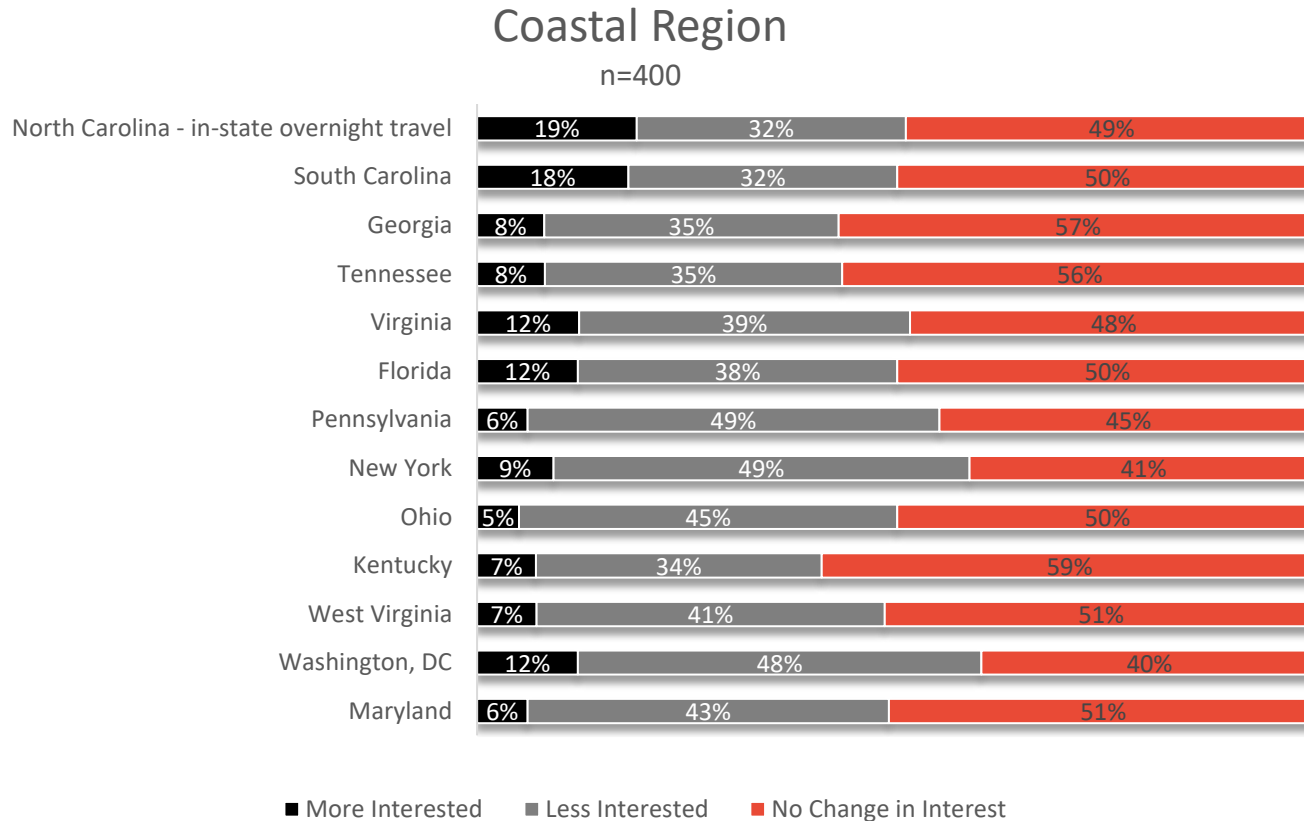 Coastal Region
n=400
North Carolina - in-state overnight travel 19% 32% 49%
South Carolina 18% 32% 50%
Georgia 8% 35% 57%
Tennessee 8% 35% 56%
Virginia 12% 39% 48%
Florida 12% 38% 50%
Pennsylvania 6% 49% 45%
New York 9% 49% 41%
Ohio 5% 45% 50%
Kentucky 7% 34% 59%
West Virginia 7% 41% 51%
Washington, DC 12% 48% 40%
Maryland 6% 43% 51%
More Interested Less Interested No Change in Interest